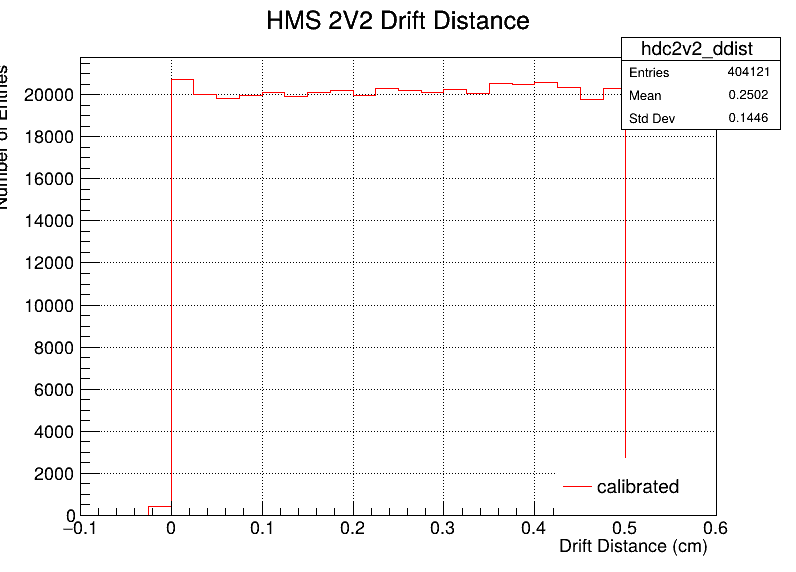 HMS 2V2 Drift Distance
hdc2v2_ddist
Entries 404121
Mean 0.2502
Std Dev 0.1446
Number of Entries
20000
18000
16000
14000
12000
10000
8000
6000
4000
2000
0
calibrated
−0.1 0 0.1 0.2 0.3 0.4 0.5 0.6
Drift Distance (cm)